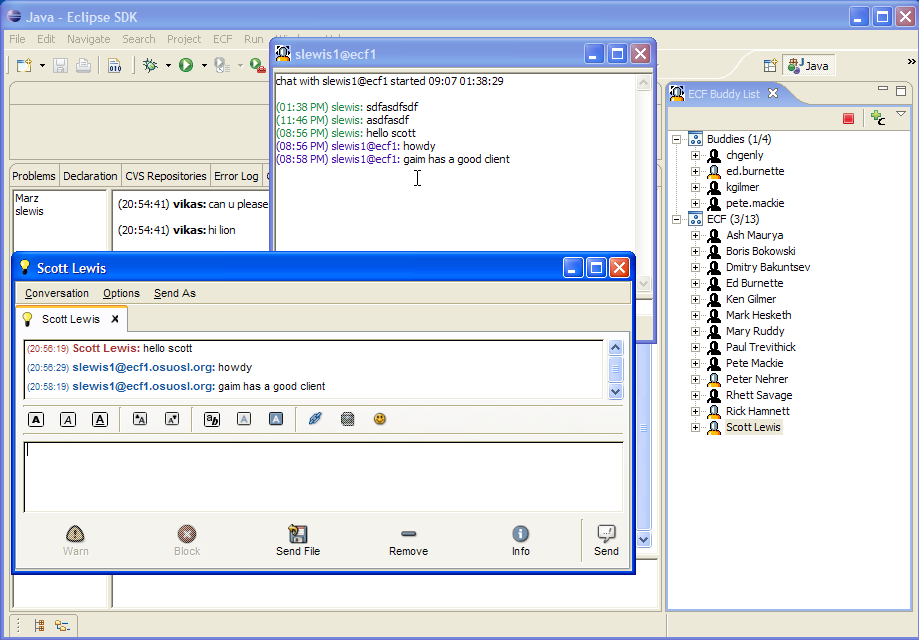 Java - Eclipse SDK
File Edit Navigate Search Project ECF Run
Java
slewis1@ecf1
chat with slewis1@ecf1 started 09:07 01:38:29
(01:38 PM) slewis: sdfasdfsdf
(11:46 PM) slewis: asdfasdf
(08:56 PM) slewis: hello scott
(08:56 PM) slewis1@ecf1: howdy
(08:58 PM) slewis1@ecf1: gaim has a good client
Problems Declaration CVS Repositories Error Log
Marz
slewis
(20:54:41) vikas: can u please
(20:54:41) vikas: hi lion
Scott Lewis
Conversation Options Send As
Scott Lewis
(20:56:19) Scott Lewis: hello scott
(20:56:29) slewis1@ecf1.osuosl.org: howdy
(20:58:19) slewis1@ecf1.osuosl.org: gaim has a good client
Warn Block Send File Remove Info Send
ECF Buddy List
Buddies (1/4)
chgenly
ed.burnette
kgilmer
pete.mackie
ECF (3/13)
Ash Maurya
Boris Bokowski
Dmitry Bakuntsev
Ed Burnette
Ken Gilmer
Mark Hesketh
Mary Ruddy
Paul Trevithick
Pete Mackie
Peter Nehrer
Rhett Savage
Rick Hamnett
Scott Lewis